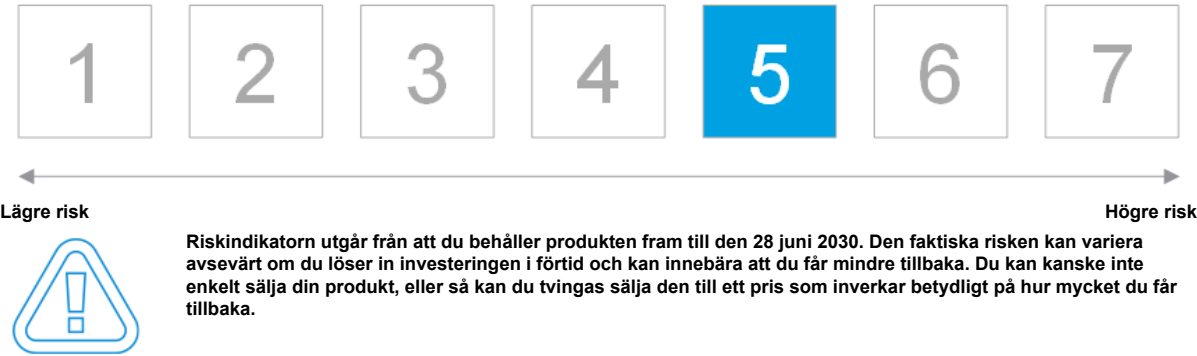 1 2 3 4 5 6 7
Lägre risk Högre risk
Riskindikatorn utgår från att du behåller produkten fram till den 28 juni 2030. Den faktiska risken kan variera
avsevärt om du löser in investeringen i förtid och kan innebära att du får mindre tillbaka. Du kan kanske inte
enkelt sälja din produkt, eller så kan du tvingas sälja den till ett pris som inverkar betydligt på hur mycket du får
tillbaka.